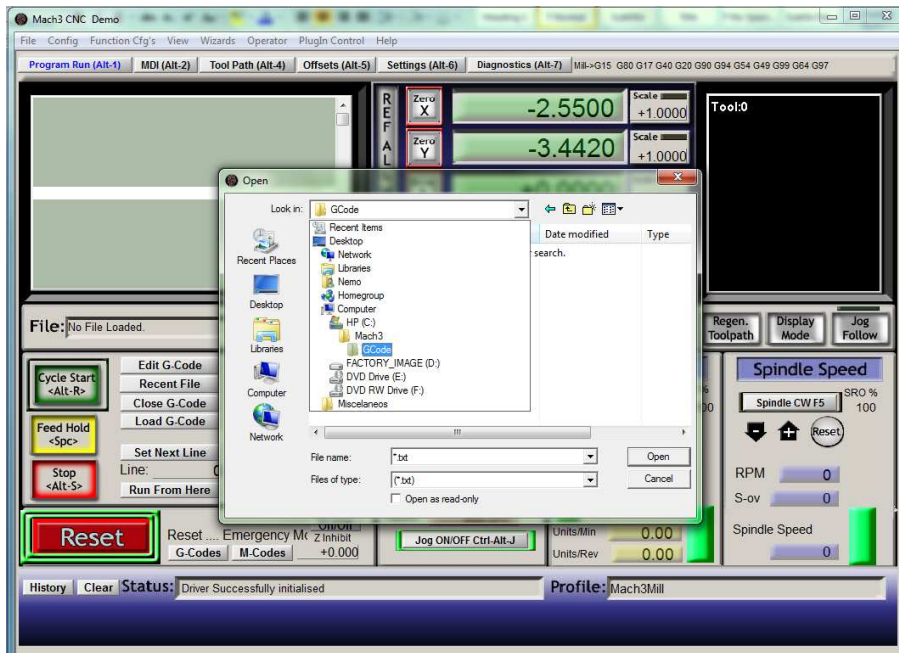 Mach3 CNC Demo
File Config Function Cfg's View Wizards Operator PlugIn Control Help
Program Run (Alt-1) MDI (Alt-2) Tool Path (Alt-4) Offsets (Alt-5) Settings (Alt-6) Diagnostics (Alt-7) Mill->G15 G80 G17 G40 G20 G90 G94 G54 G49 G99 G64 G97
REF AL
Zero X -2.5500 Scale +1.0000
Zero Y -3.4420 Scale +1.0000
Tool:0
Open
Look in: GCode
Recent Items
Desktop
Network
Libraries
Nemo
Homegroup
Computer
HP (C:)
Mach3
GCode
FACTORY_IMAGE (D:)
DVD Drive (E:)
DVD RW Drive (F:)
Miscelaneos
Date modified Type
search.
Recent Places
Desktop
Libraries
Computer
Network
File name: *.txt Open
Files of type: (*.txt) Cancel
Open as read-only
File: No File Loaded.
Regen. Toolpath Display Mode Jog Follow
Cycle Start <Alt-R>
Feed Hold <Spc>
Stop <Alt-S>
Edit G-Code
Recent File
Close G-Code
Load G-Code
Set Next Line
Line:
Run From Here
Spindle Speed
Spindle CW F5 SRO % 100
Reset
RPM 0
S-ov 0
Spindle Speed
0
Reset
Reset .... Emergency
G-Codes M-Codes
On/Off
Z Inhibit
+0.000
Jog ON/OFF Ctrl-Alt-J
Units/Min 0.00
Units/Rev 0.00
History Clear Status: Driver Successfully initialised Profile: Mach3Mill